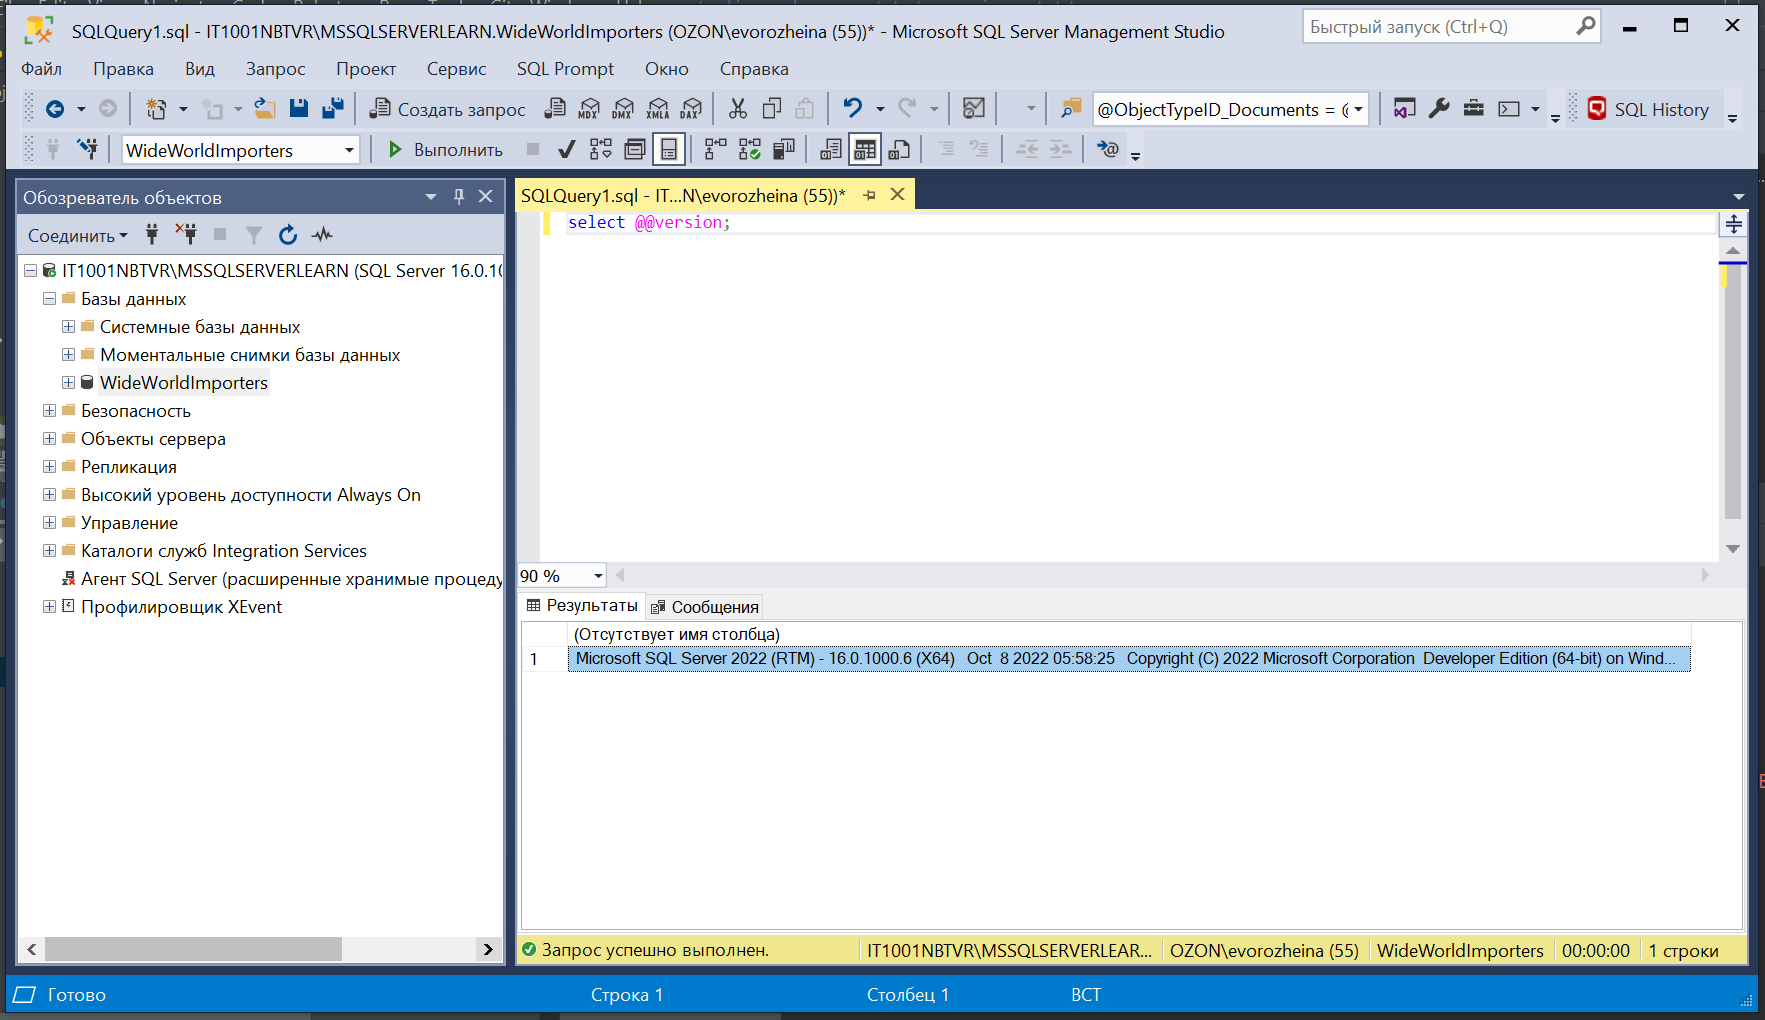 SQLQuery1.sql - IT1001NBTVR\MSSQLSERVERLEARN.WideWorldImporters (OZON\evorozheina (55))* - Microsoft SQL Server Management Studio
Быстрый запуск (Ctrl+Q)
Файл Правка Вид Запрос Проект Сервис SQL Prompt Окно Справка
Создать запрос MDX DMX XMLA DAX @ObjectTypeID_Documents = SQL History
WideWorldImporters Выполнить
Обозреватель объектов
Соединить
IT1001NBTVR\MSSQLSERVERLEARN (SQL Server 16.0.10
Базы данных
Системные базы данных
Моментальные снимки базы данных
WideWorldImporters
Безопасность
Объекты сервера
Репликация
Высокий уровень доступности Always On
Управление
Каталоги служб Integration Services
Агент SQL Server (расширенные хранимые процеду
Профилировщик XEvent
SQLQuery1.sql - IT...N\evorozheina (55))*
select @@version;
90 %
Результаты Сообщения
(Отсутствует имя столбца)
1 Microsoft SQL Server 2022 (RTM) - 16.0.1000.6 (X64) Oct 8 2022 05:58:25 Copyright (C) 2022 Microsoft Corporation Developer Edition (64-bit) on Wind...
Запрос успешно выполнен. IT1001NBTVR\MSSQLSERVERLEAR... OZON\evorozheina (55) WideWorldImporters 00:00:00 1 строки
Готово Строка 1 Столбец 1 ВСТ